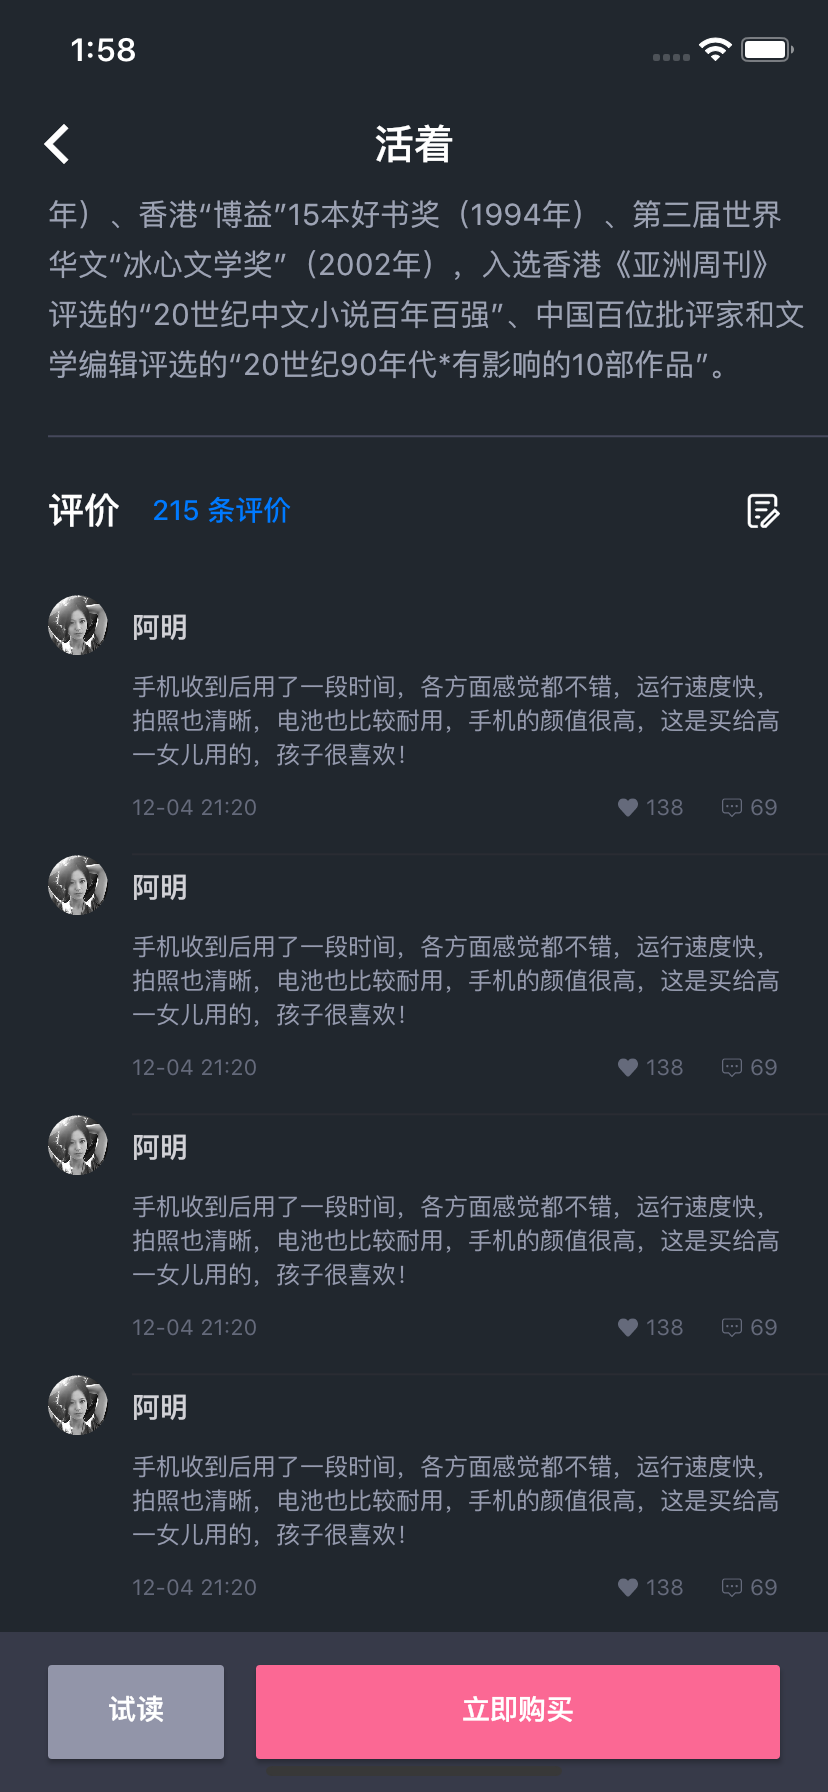 1:58
活着
年）、香港“博益”15本好书奖（1994年）、第三届世界
华文“冰心文学奖”（2002年），入选香港《亚洲周刊》
评选的“20世纪中文小说百年百强”、中国百位批评家和文
学编辑评选的“20世纪90年代*有影响的10部作品”。
评价 215 条评价
阿明
手机收到后用了一段时间，各方面感觉都不错，运行速度快，
拍照也清晰，电池也比较耐用，手机的颜值很高，这是买给高
一女儿用的，孩子很喜欢！
12-04 21:20 138 69
阿明
手机收到后用了一段时间，各方面感觉都不错，运行速度快，
拍照也清晰，电池也比较耐用，手机的颜值很高，这是买给高
一女儿用的，孩子很喜欢！
12-04 21:20 138 69
阿明
手机收到后用了一段时间，各方面感觉都不错，运行速度快，
拍照也清晰，电池也比较耐用，手机的颜值很高，这是买给高
一女儿用的，孩子很喜欢！
12-04 21:20 138 69
阿明
手机收到后用了一段时间，各方面感觉都不错，运行速度快，
拍照也清晰，电池也比较耐用，手机的颜值很高，这是买给高
一女儿用的，孩子很喜欢！
12-04 21:20 138 69
试读 立即购买